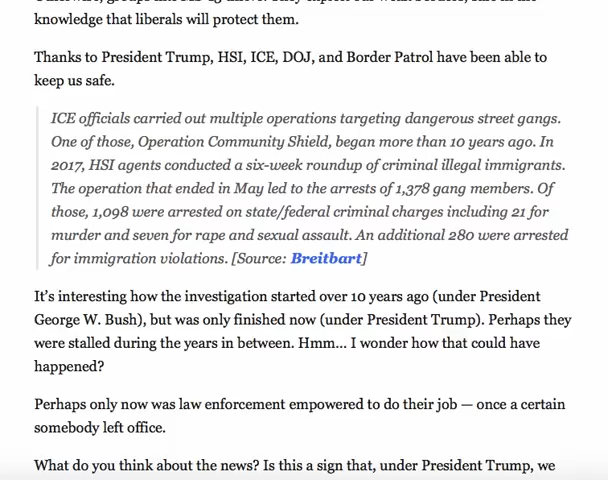 knowledge that liberals will protect them.
Thanks to President Trump, HSI, ICE, DOJ, and Border Patrol have been able to
keep us safe.
ICE officials carried out multiple operations targeting dangerous street gangs.
One of those, Operation Community Shield, began more than 10 years ago. In
2017, HSI agents conducted a six-week roundup of criminal illegal immigrants.
The operation that ended in May led to the arrests of 1,378 gang members. Of
those, 1,098 were arrested on state/federal criminal charges including 21 for
murder and seven for rape and sexual assault. An additional 280 were arrested
for immigration violations. [Source: Breitbart]
It's interesting how the investigation started over 10 years ago (under President
George W. Bush), but was only finished now (under President Trump). Perhaps they
were stalled during the years in between. Hmm... I wonder how that could have
happened?
Perhaps only now was law enforcement empowered to do their job — once a certain
somebody left office.
What do you think about the news? Is this a sign that, under President Trump, we